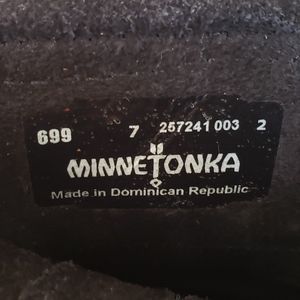 699 7 257241 003 2
MINNETONKA
Made in Dominican Republic